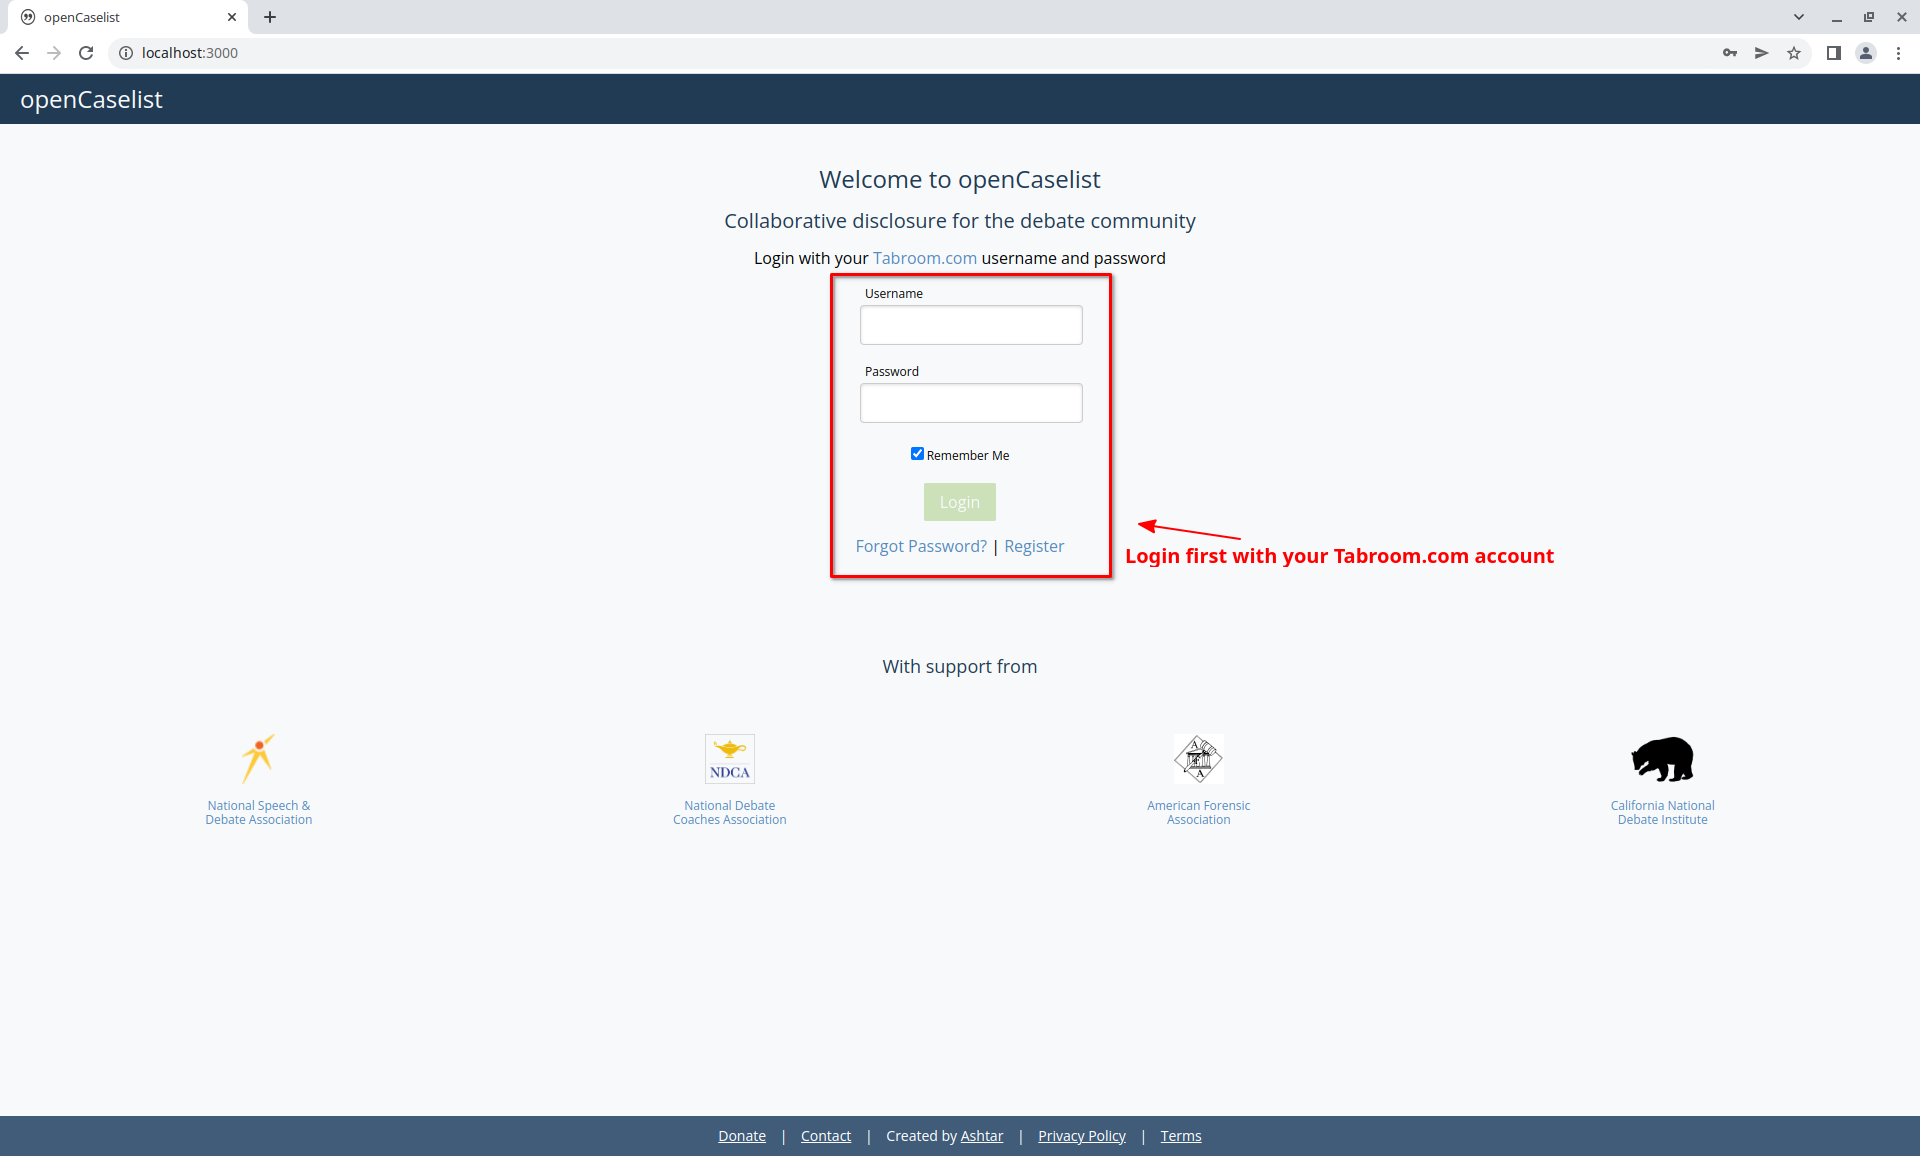 openCaselist
localhost:3000
openCaselist
Welcome to openCaselist
Collaborative disclosure for the debate community
Login with your Tabroom.com username and password
Username
Password
Remember Me
Login
Forgot Password? | Register
Login first with your Tabroom.com account
With support from
NDCA
A
F
A
National Speech &
Debate Association
National Debate
Coaches Association
American Forensic
Association
California National
Debate Institute
Donate | Contact | Created by Ashtar | Privacy Policy | Terms